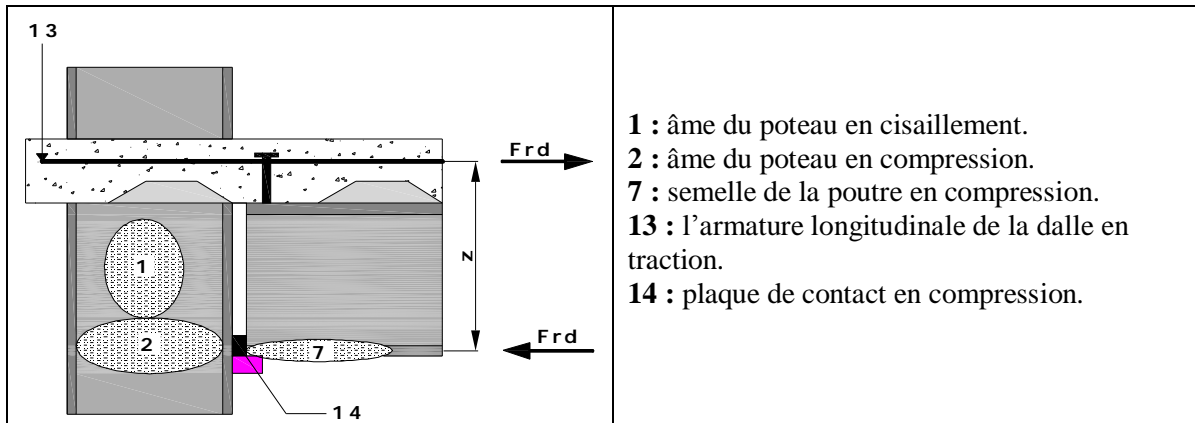 13
Frd
1
z
2
Frd
7
14
1 : âme du poteau en cisaillement.
2 : âme du poteau en compression.
7 : semelle de la poutre en compression.
13 : l'armature longitudinale de la dalle en
traction.
14 : plaque de contact en compression.